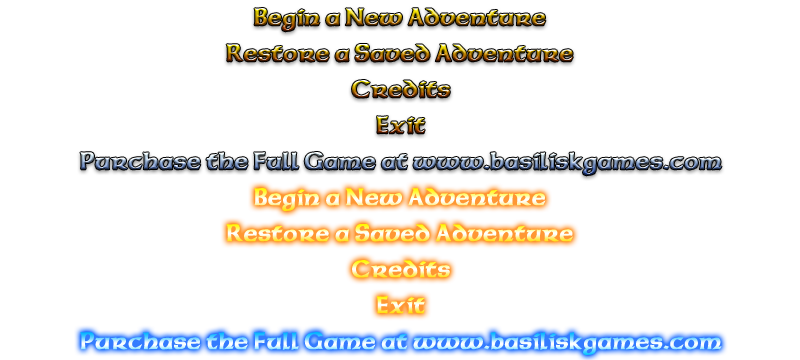 Begin a New Adventure
Restore a Saved Adventure
Credits
Exit
Purchase the Full Game at www.basiliskgames.com
Begin a New Adventure
Restore a Saved Adventure
Credits
Exit
Purchase the Full Game at www.basiliskgames.com